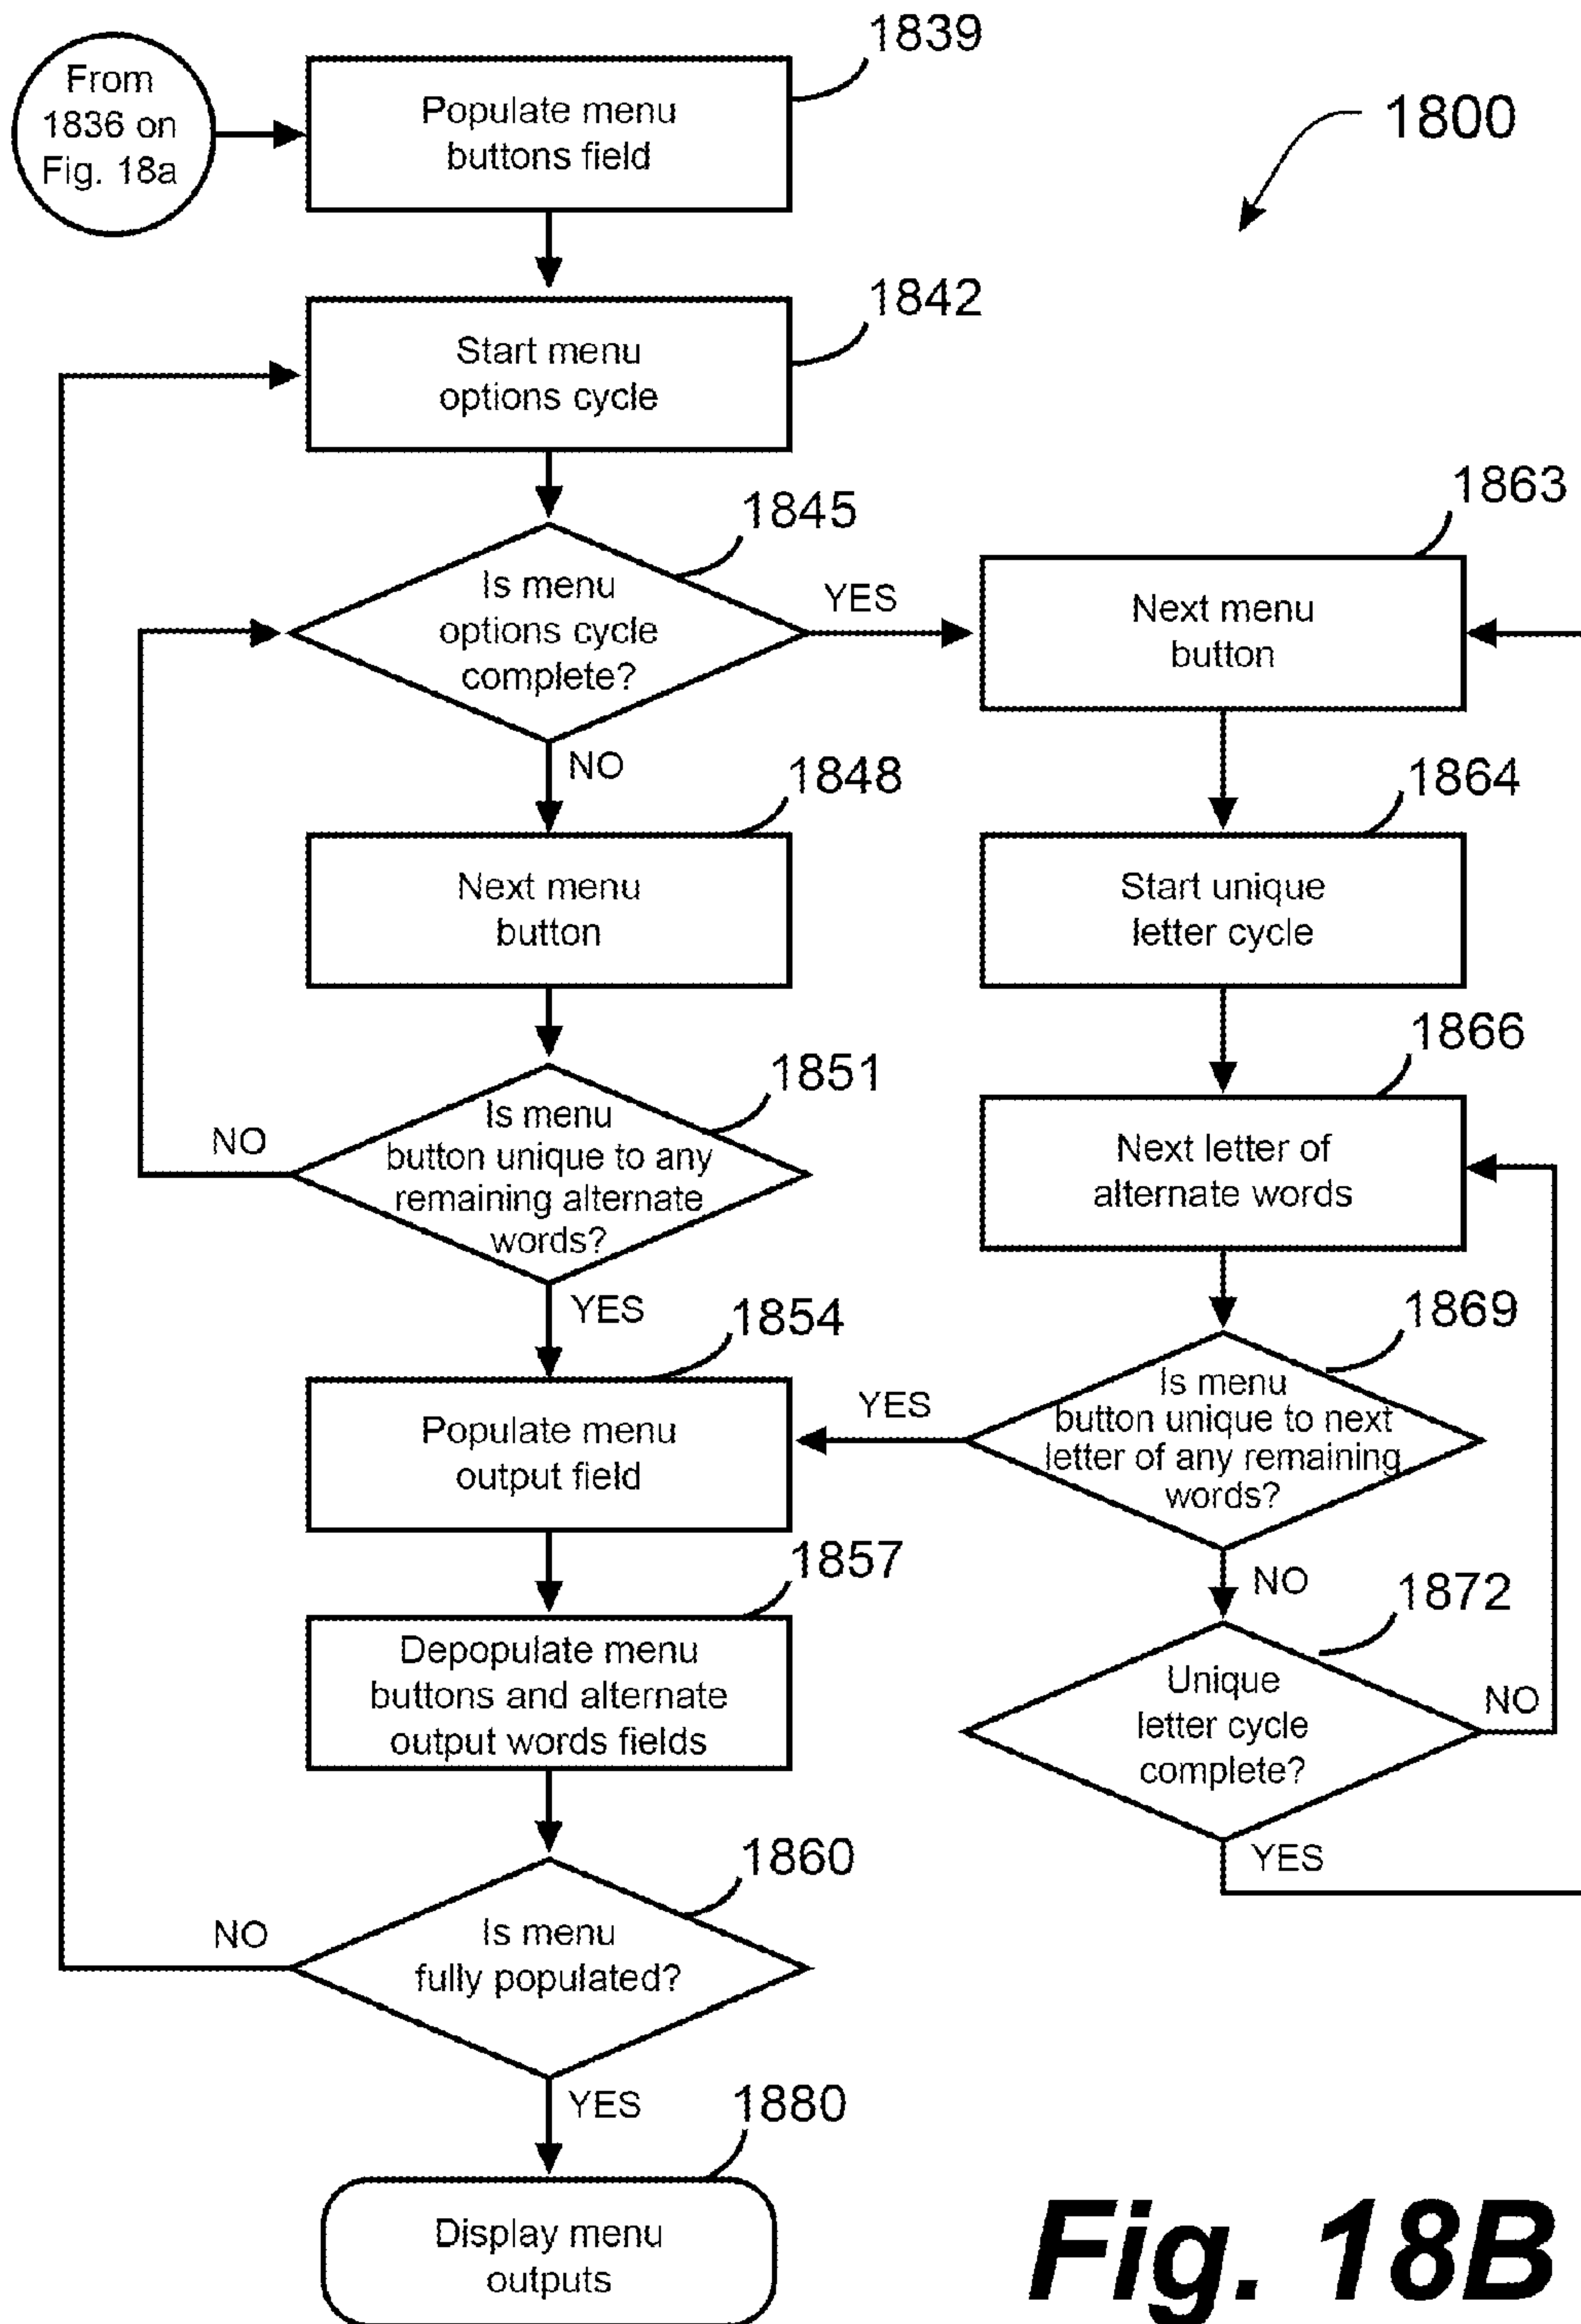 From
1836 on
Fig. 18a
1839
Populate menu
buttons field
1800
1842
Start menu
options cycle
1845
Is menu
options cycle
complete?
YES
1863
Next menu
button
NO
1848
Next menu
button
1864
Start unique
letter cycle
1851
Is menu
button unique to any
remaining alternate
words?
NO
1866
Next letter of
alternate words
YES
1854
Populate menu
output field
1869
Is menu
button unique to next
letter of any remaining
words?
YES
NO
1857
Depopulate menu
buttons and alternate
output words fields
1872
Unique
letter cycle
complete?
NO
YES
1860
Is menu
fully populated?
NO
YES
1880
Display menu
outputs
Fig. 18B